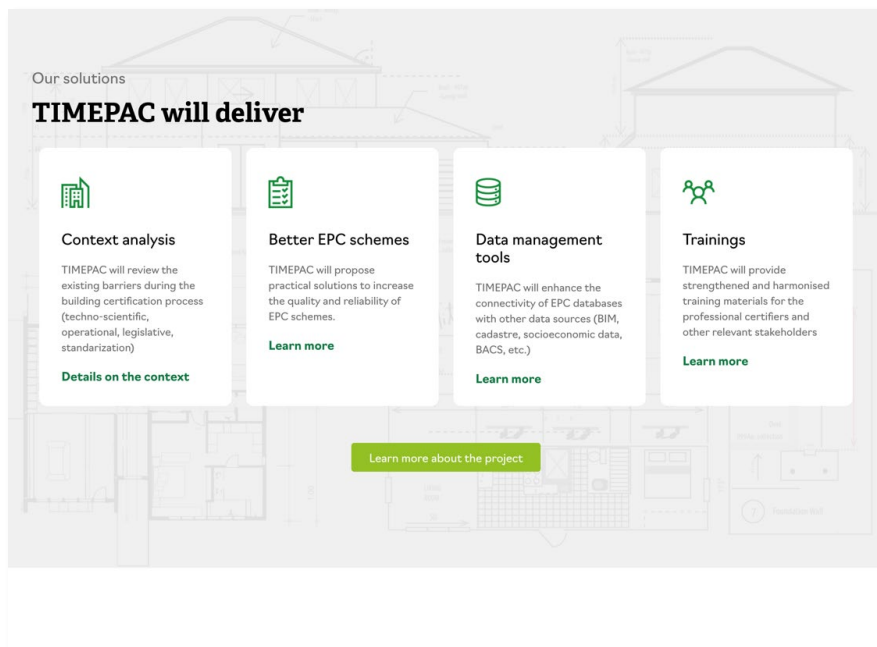 Our solutions
TIMEPAC will deliver
Context analysis
TIMEPAC will review the
existing barriers during the
building certification process
(techno-scientific,
operational, legislative,
standarization)
Details on the context
Better EPC schemes
TIMEPAC will propose
practical solutions to increase
the quality and reliability of
EPC schemes.
Learn more
Data management
tools
TIMEPAC will enhance the
connectivity of EPC databases
with other data sources (BIM,
cadastre, socioeconomic data,
BACS, etc.)
Learn more
Trainings
TIMEPAC will provide
strengthened and harmonised
training materials for the
professional certifiers and
other relevant stakeholders
Learn more
Learn more about the project